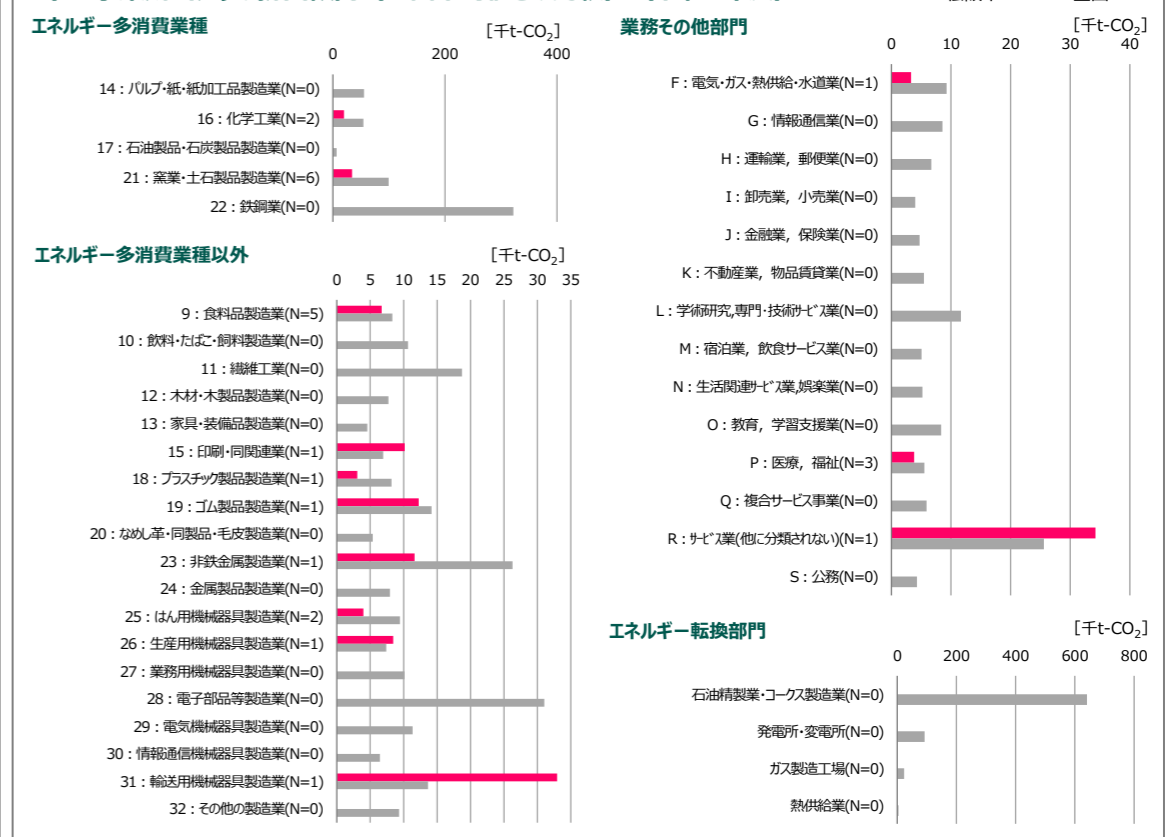 エネルギー多消費業種
[千t-CO2]
0 200 400
14：パルプ・紙・紙加工品製造業(N=0)
16：化学工業(N=2)
17：石油製品・石炭製品製造業(N=0)
21：窯業・土石製品製造業(N=6)
22：鉄鋼業(N=0)
エネルギー多消費業種以外
[千t-CO2]
0 5 10 15 20 25 30 35
9：食料品製造業(N=5)
10：飲料・たばこ・飼料製造業(N=0)
11：繊維工業(N=0)
12：木材・木製品製造業(N=0)
13：家具・装備品製造業(N=0)
15：印刷・同関連業(N=1)
18：プラスチック製品製造業(N=1)
19：ゴム製品製造業(N=1)
20：なめし革・同製品・毛皮製造業(N=0)
23：非鉄金属製造業(N=1)
24：金属製品製造業(N=0)
25：はん用機械器具製造業(N=2)
26：生産用機械器具製造業(N=1)
27：業務用機械器具製造業(N=0)
28：電子部品等製造業(N=0)
29：電気機械器具製造業(N=0)
30：情報通信機械器具製造業(N=0)
31：輸送用機械器具製造業(N=1)
32：その他の製造業(N=0)
業務その他部門
[千t-CO2]
0 10 20 30 40
F：電気・ガス・熱供給・水道業(N=1)
G：情報通信業(N=0)
H：運輸業，郵便業(N=0)
I：卸売業，小売業(N=0)
J：金融業，保険業(N=0)
K：不動産業，物品賃貸業(N=0)
L：学術研究,専門・技術ｻｰﾋﾞｽ業(N=0)
M：宿泊業，飲食サービス業(N=0)
N：生活関連ｻｰﾋﾞｽ業,娯楽業(N=0)
O：教育，学習支援業(N=0)
P：医療，福祉(N=3)
Q：複合サービス事業(N=0)
R：ｻｰﾋﾞｽ業(他に分類されない)(N=1)
S：公務(N=0)
エネルギー転換部門
[千t-CO2]
0 200 400 600 800
石油精製業・コークス製造業(N=0)
発電所・変電所(N=0)
ガス製造工場(N=0)
熱供給業(N=0)